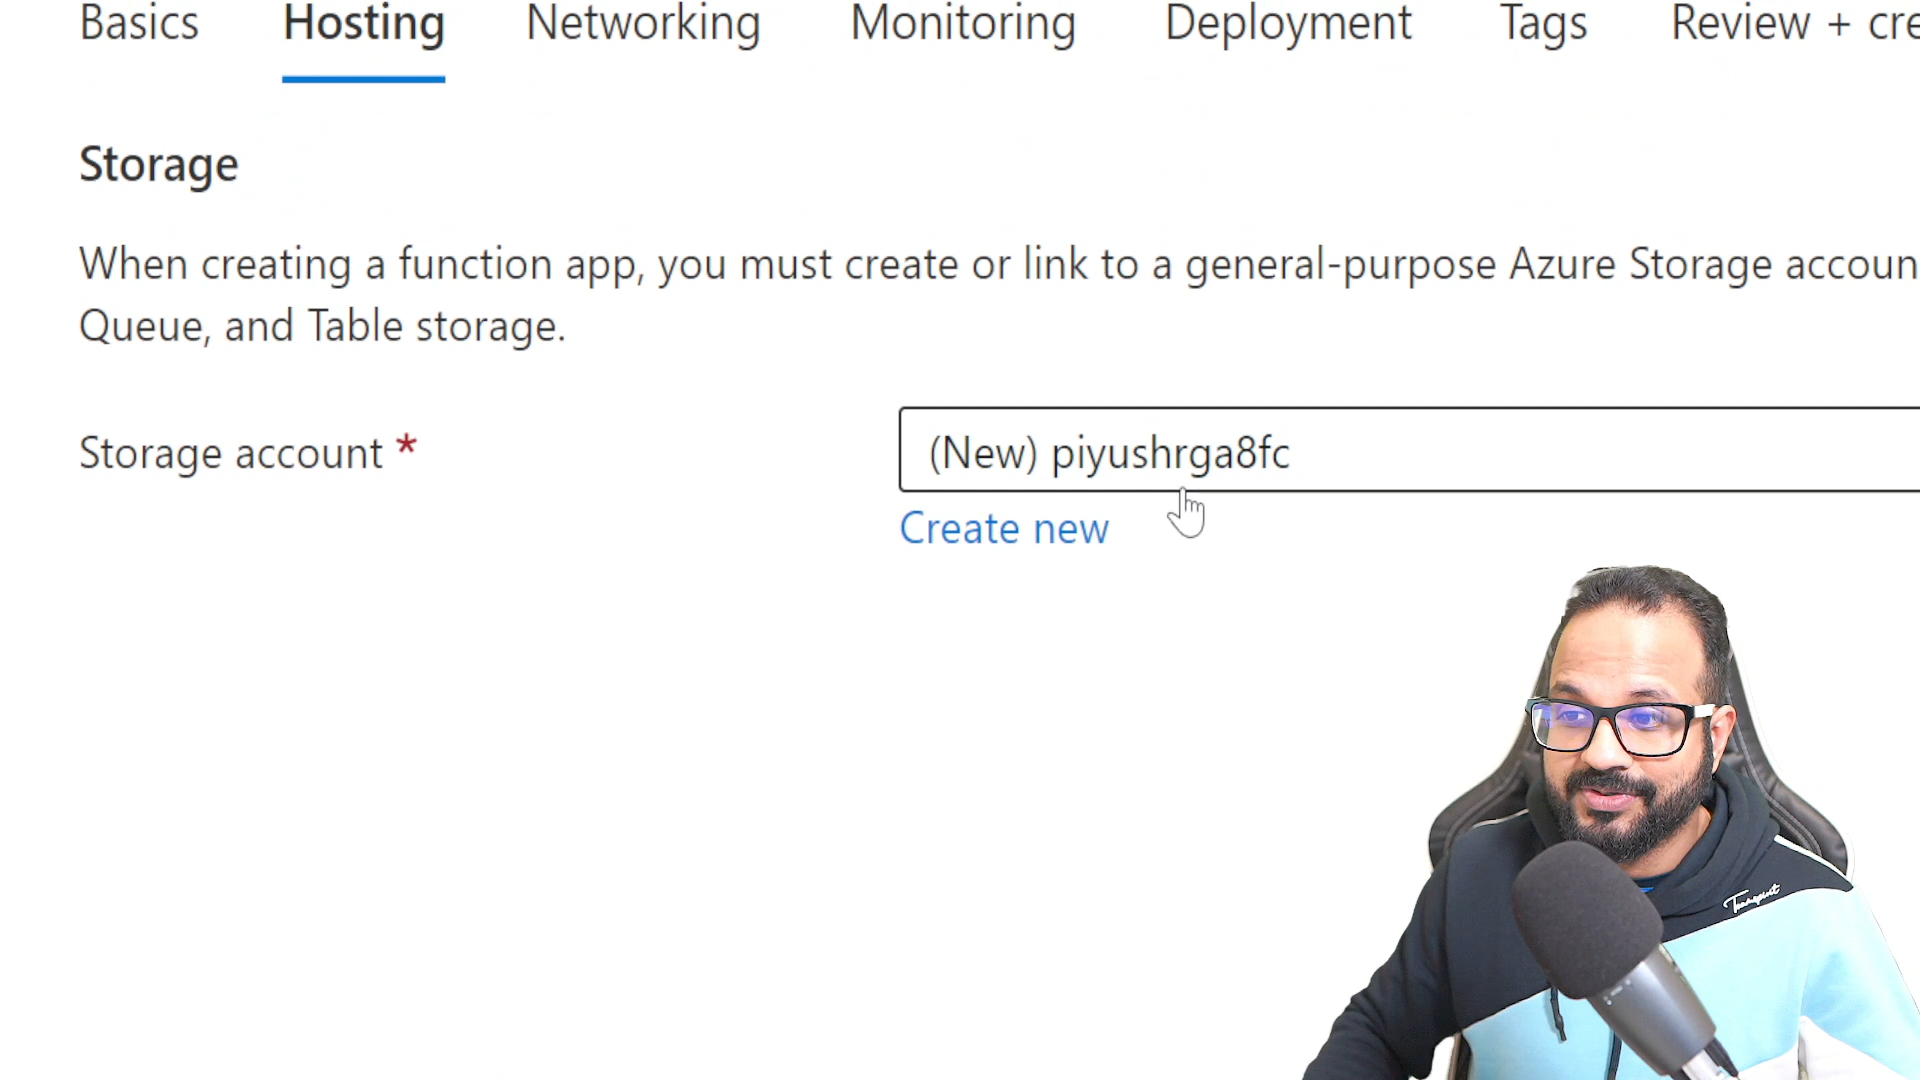 Basics Hosting Networking Monitoring Deployment Tags Review + cre
Storage
When creating a function app, you must create or link to a general-purpose Azure Storage accoun
Queue, and Table storage.
Storage account *
(New) piyushrga8fc
Create new